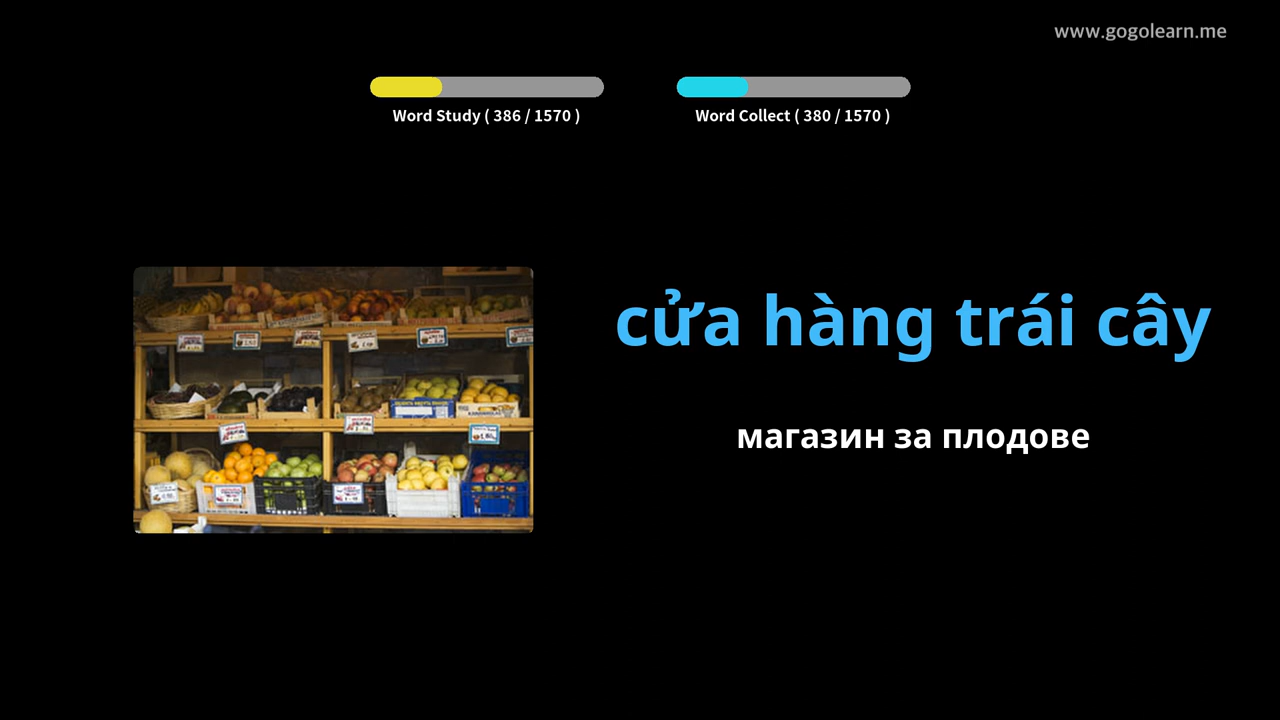 www.gogolearn.me
Word Study ( 386 / 1570 )
Word Collect ( 380 / 1570 )
cửa hàng trái cây
магазин за плодове